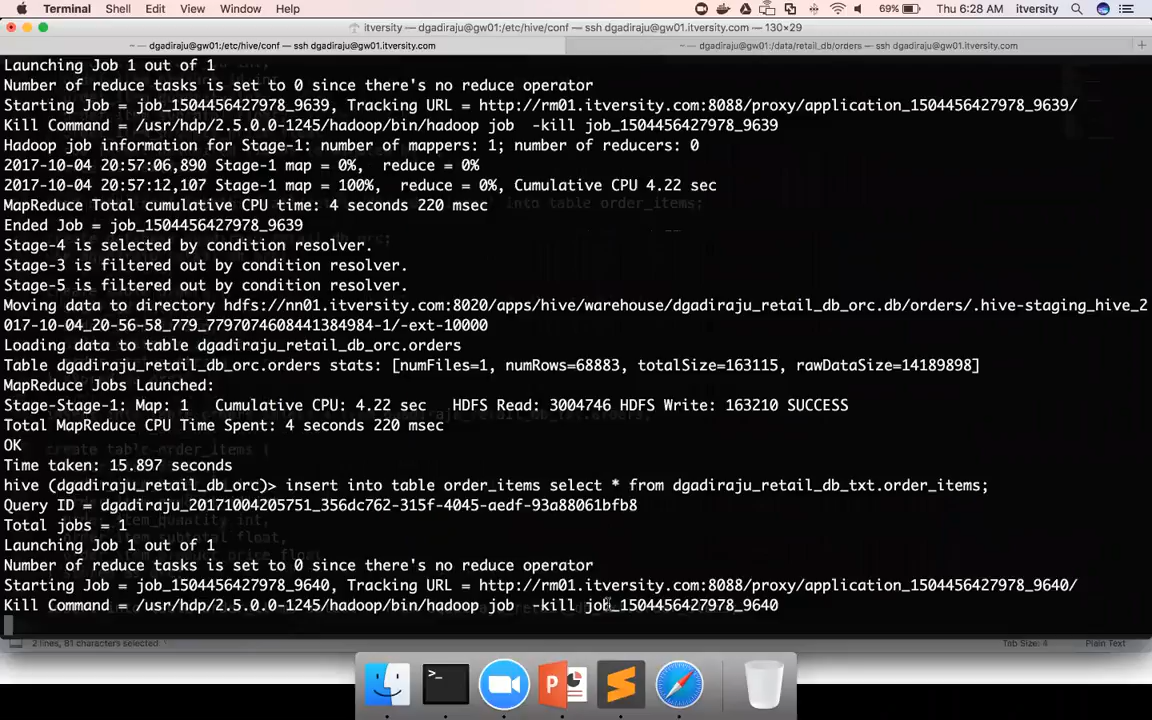 Terminal Shell Edit View Window Help 69% Thu 6:28 AM itversity
dgadiraju@gw01:/etc/hive/conf — ssh dgadiraju@gw01.itversity.com — 130×29
~ — dgadiraju@gw01:/etc/hive/conf — ssh dgadiraju@gw01.itversity.com
~ — dgadiraju@gw01:/data/retail_db/orders — ssh dgadiraju@gw01.itversity.com
Launching Job 1 out of 1
Number of reduce tasks is set to 0 since there's no reduce operator
Starting Job = job_1504456427978_9639, Tracking URL = http://rm01.itversity.com:8088/proxy/application_1504456427978_9639/
Kill Command = /usr/hdp/2.5.0.0-1245/hadoop/bin/hadoop job  -kill job_1504456427978_9639
Hadoop job information for Stage-1: number of mappers: 1; number of reducers: 0
2017-10-04 20:57:06,890 Stage-1 map = 0%,  reduce = 0%
2017-10-04 20:57:12,107 Stage-1 map = 100%,  reduce = 0%, Cumulative CPU 4.22 sec
MapReduce Total cumulative CPU time: 4 seconds 220 msec
Ended Job = job_1504456427978_9639
Stage-4 is selected by condition resolver.
Stage-3 is filtered out by condition resolver.
Stage-5 is filtered out by condition resolver.
Moving data to directory hdfs://nn01.itversity.com:8020/apps/hive/warehouse/dgadiraju_retail_db_orc.db/orders/.hive-staging_hive_2
017-10-04_20-56-58_779_7797074608441384984-1/-ext-10000
Loading data to table dgadiraju_retail_db_orc.orders
Table dgadiraju_retail_db_orc.orders stats: [numFiles=1, numRows=68883, totalSize=163115, rawDataSize=14189898]
MapReduce Jobs Launched:
Stage-Stage-1: Map: 1   Cumulative CPU: 4.22 sec   HDFS Read: 3004746 HDFS Write: 163210 SUCCESS
Total MapReduce CPU Time Spent: 4 seconds 220 msec
OK
Time taken: 15.897 seconds
hive (dgadiraju_retail_db_orc)> insert into table order_items select * from dgadiraju_retail_db_txt.order_items;
Query ID = dgadiraju_20171004205751_356dc762-315f-4045-aedf-93a88061bfb8
Total jobs = 1
Launching Job 1 out of 1
Number of reduce tasks is set to 0 since there's no reduce operator
Starting Job = job_1504456427978_9640, Tracking URL = http://rm01.itversity.com:8088/proxy/application_1504456427978_9640/
Kill Command = /usr/hdp/2.5.0.0-1245/hadoop/bin/hadoop job  -kill job_1504456427978_9640
2 lines, 81 characters selected Tab Size: 4 Plain Text